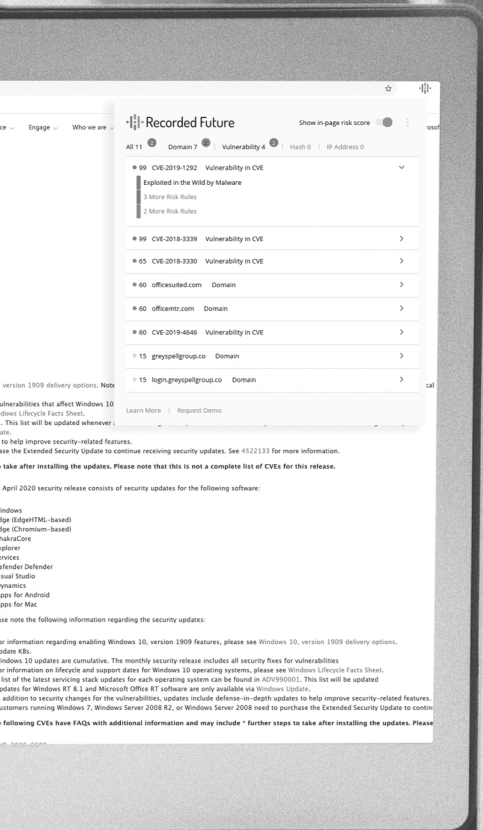 Recorded Future
Show in-page risk score
Engage
Who we are
All 11 2 Domain 7 2 Vulnerability 4 2 Hash 0 IP Address 0
99 CVE-2019-1292 Vulnerability in CVE
Exploited in the Wild by Malware
3 More Risk Rules
2 More Risk Rules
99 CVE-2018-3339 Vulnerability in CVE
65 CVE-2018-3330 Vulnerability in CVE
60 officesuited.com Domain
60 officemtr.com Domain
60 CVE-2019-4646 Vulnerability in CVE
15 greyspellgroup.co Domain
15 login.greyspellgroup.co Domain
version 1909 delivery options. Note
Learn More Request Demo
ulnerabilities that affect Windows 10
dows Lifecycle Facts Sheet.
. This list will be updated whenever
ate.
to help improve security-related features.
ase the Extended Security Update to continue receiving security updates. See 4522133 for more information.
take after installing the updates. Please note that this is not a complete list of CVEs for this release.
April 2020 security release consists of security updates for the following software:
indows
dge (EdgeHTML-based)
dge (Chromium-based)
hakraCore
xplorer
ervices
efender Defender
sual Studio
ynamics
pps for Android
pps for Mac
ase note the following information regarding the security updates:
or information regarding enabling Windows 10, version 1909 features, please see Windows 10, version 1909 delivery options.
pdate KBs.
indows 10 updates are cumulative. The monthly security release includes all security fixes for vulnerabilities
or information on lifecycle and support dates for Windows 10 operating systems, please see Windows Lifecycle Facts Sheet.
list of the latest servicing stack updates for each operating system can be found in ADV990001. This list will be updated
pdates for Windows RT 8.1 and Microsoft Office RT software are only available via Windows Update.
addition to security changes for the vulnerabilities, updates include defense-in-depth updates to help improve security-related features.
ustomers running Windows 7, Windows Server 2008 R2, or Windows Server 2008 need to purchase the Extended Security Update to contin
e following CVEs have FAQs with additional information and may include * further steps to take after installing the updates. Please